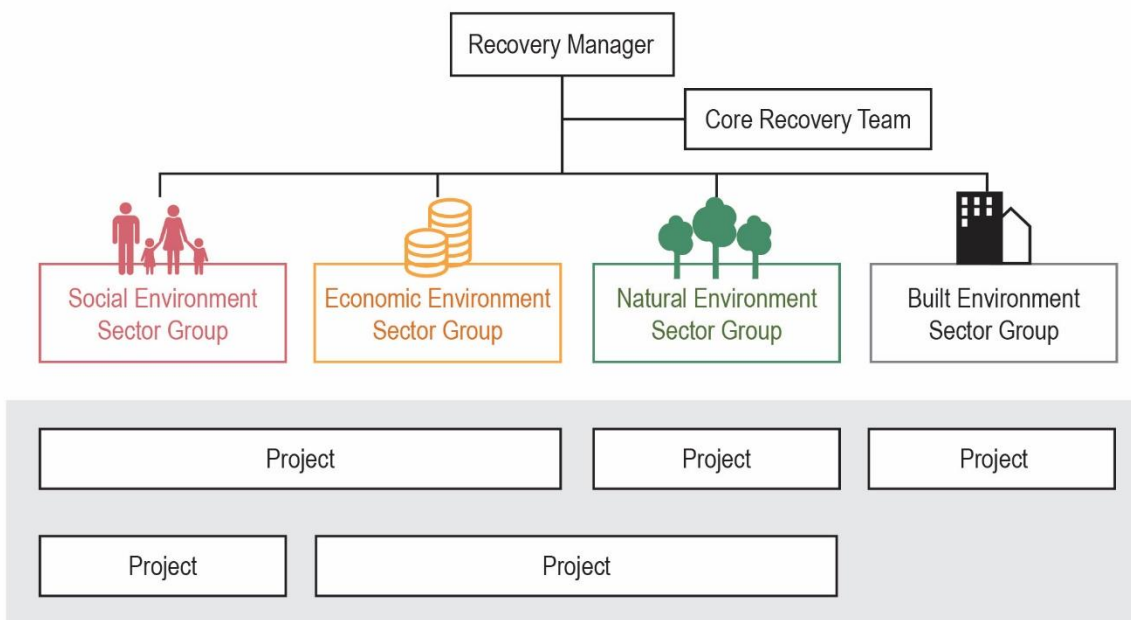 Recovery Manager
Core Recovery Team
Social Environment
Sector Group
Economic Environment
Sector Group
Natural Environment
Sector Group
Built Environment
Sector Group
Project
Project
Project
Project
Project